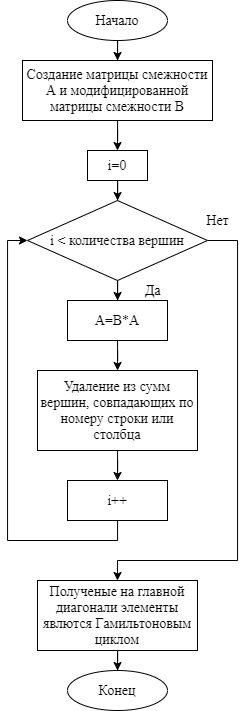 Начало
Создание матрицы смежности
А и модифицированной
матрицы смежности В
i=0
i < количества вершин
Нет
Да
A=B*A
Удаление из сумм
вершин, совпадающих по
номеру строки или
столбца
i++
Полученые на главной
диагонали элементы
явлются Гамильтоновым
циклом
Конец